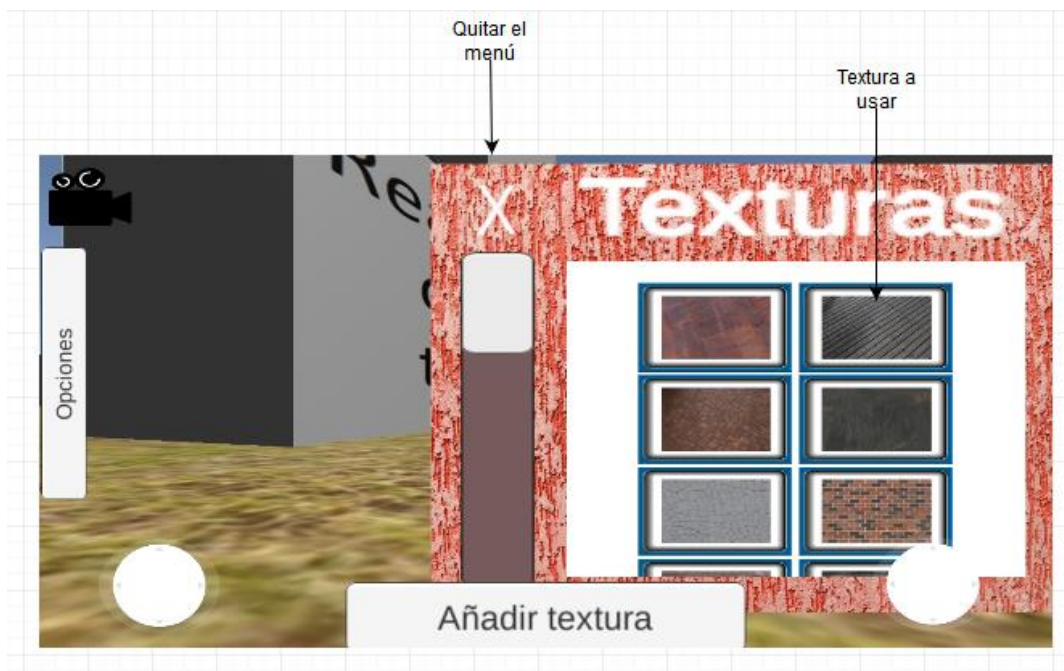 Quitar el
menú
Textura a
usar
X Texturas
Opciones
Añadir textura